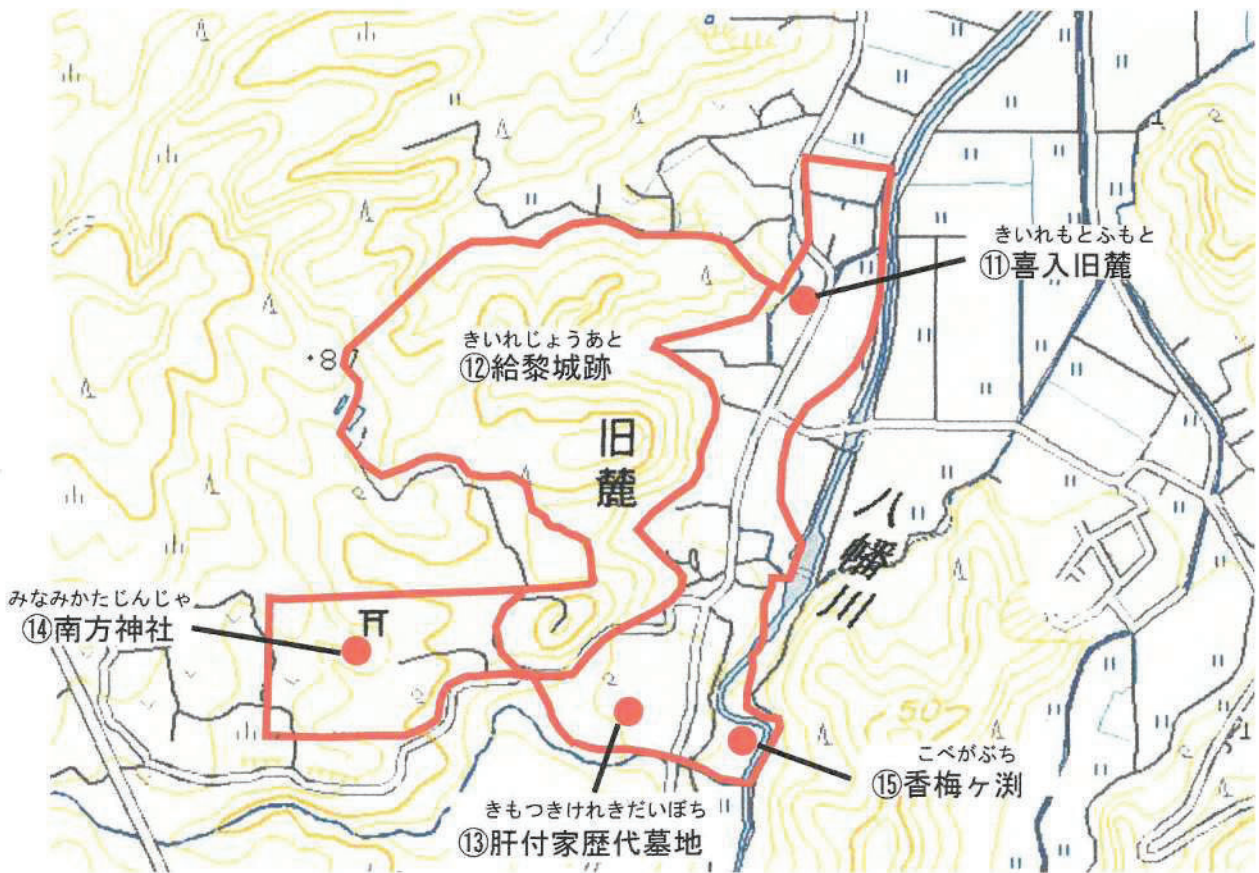 きいれもとふもと
⑪喜入旧麓
きいれじょうあと
⑫給黎城跡
旧麓
八幡川
みなみかたじんじゃ
⑭南方神社
こべがぶち
⑮香梅ヶ渕
きもつきけれきだいぼち
⑬肝付家歴代墓地
50